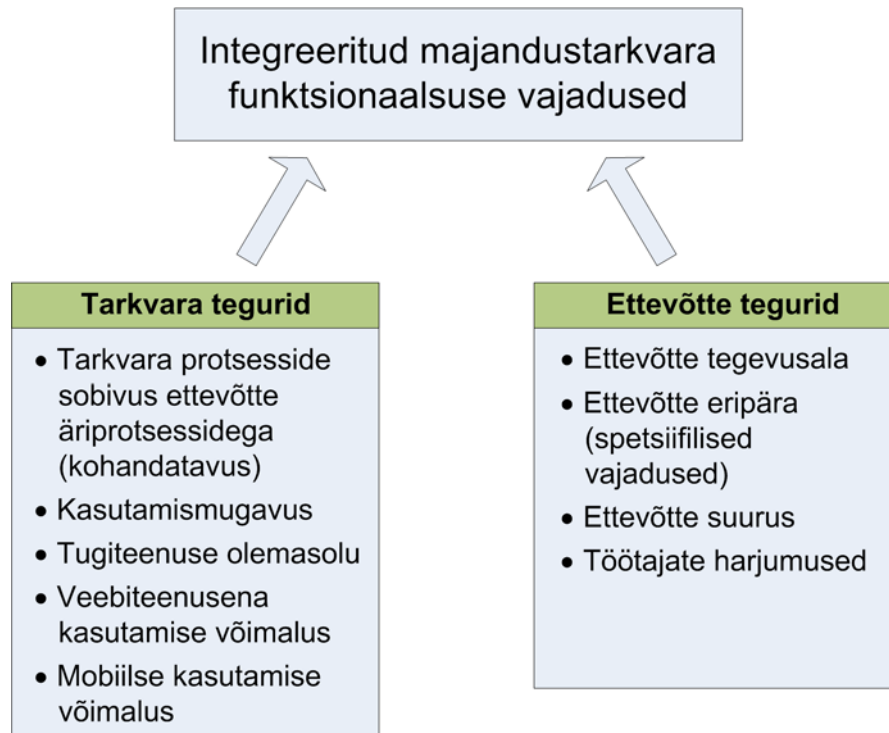 Integreeritud majandustarkvara
funktsionaalsuse vajadused
Tarkvara tegurid
• Tarkvara protsesside
sobivus ettevõtte
äriprotsessidega
(kohandatavus)
• Kasutamismugavus
• Tugiteenuse olemasolu
• Veebiteenusena
kasutamise võimalus
• Mobiilse kasutamise
võimalus
Ettevõtte tegurid
• Ettevõtte tegevusala
• Ettevõtte eripära
(spetsiifilised
vajadused)
• Ettevõtte suurus
• Töötajate harjumused